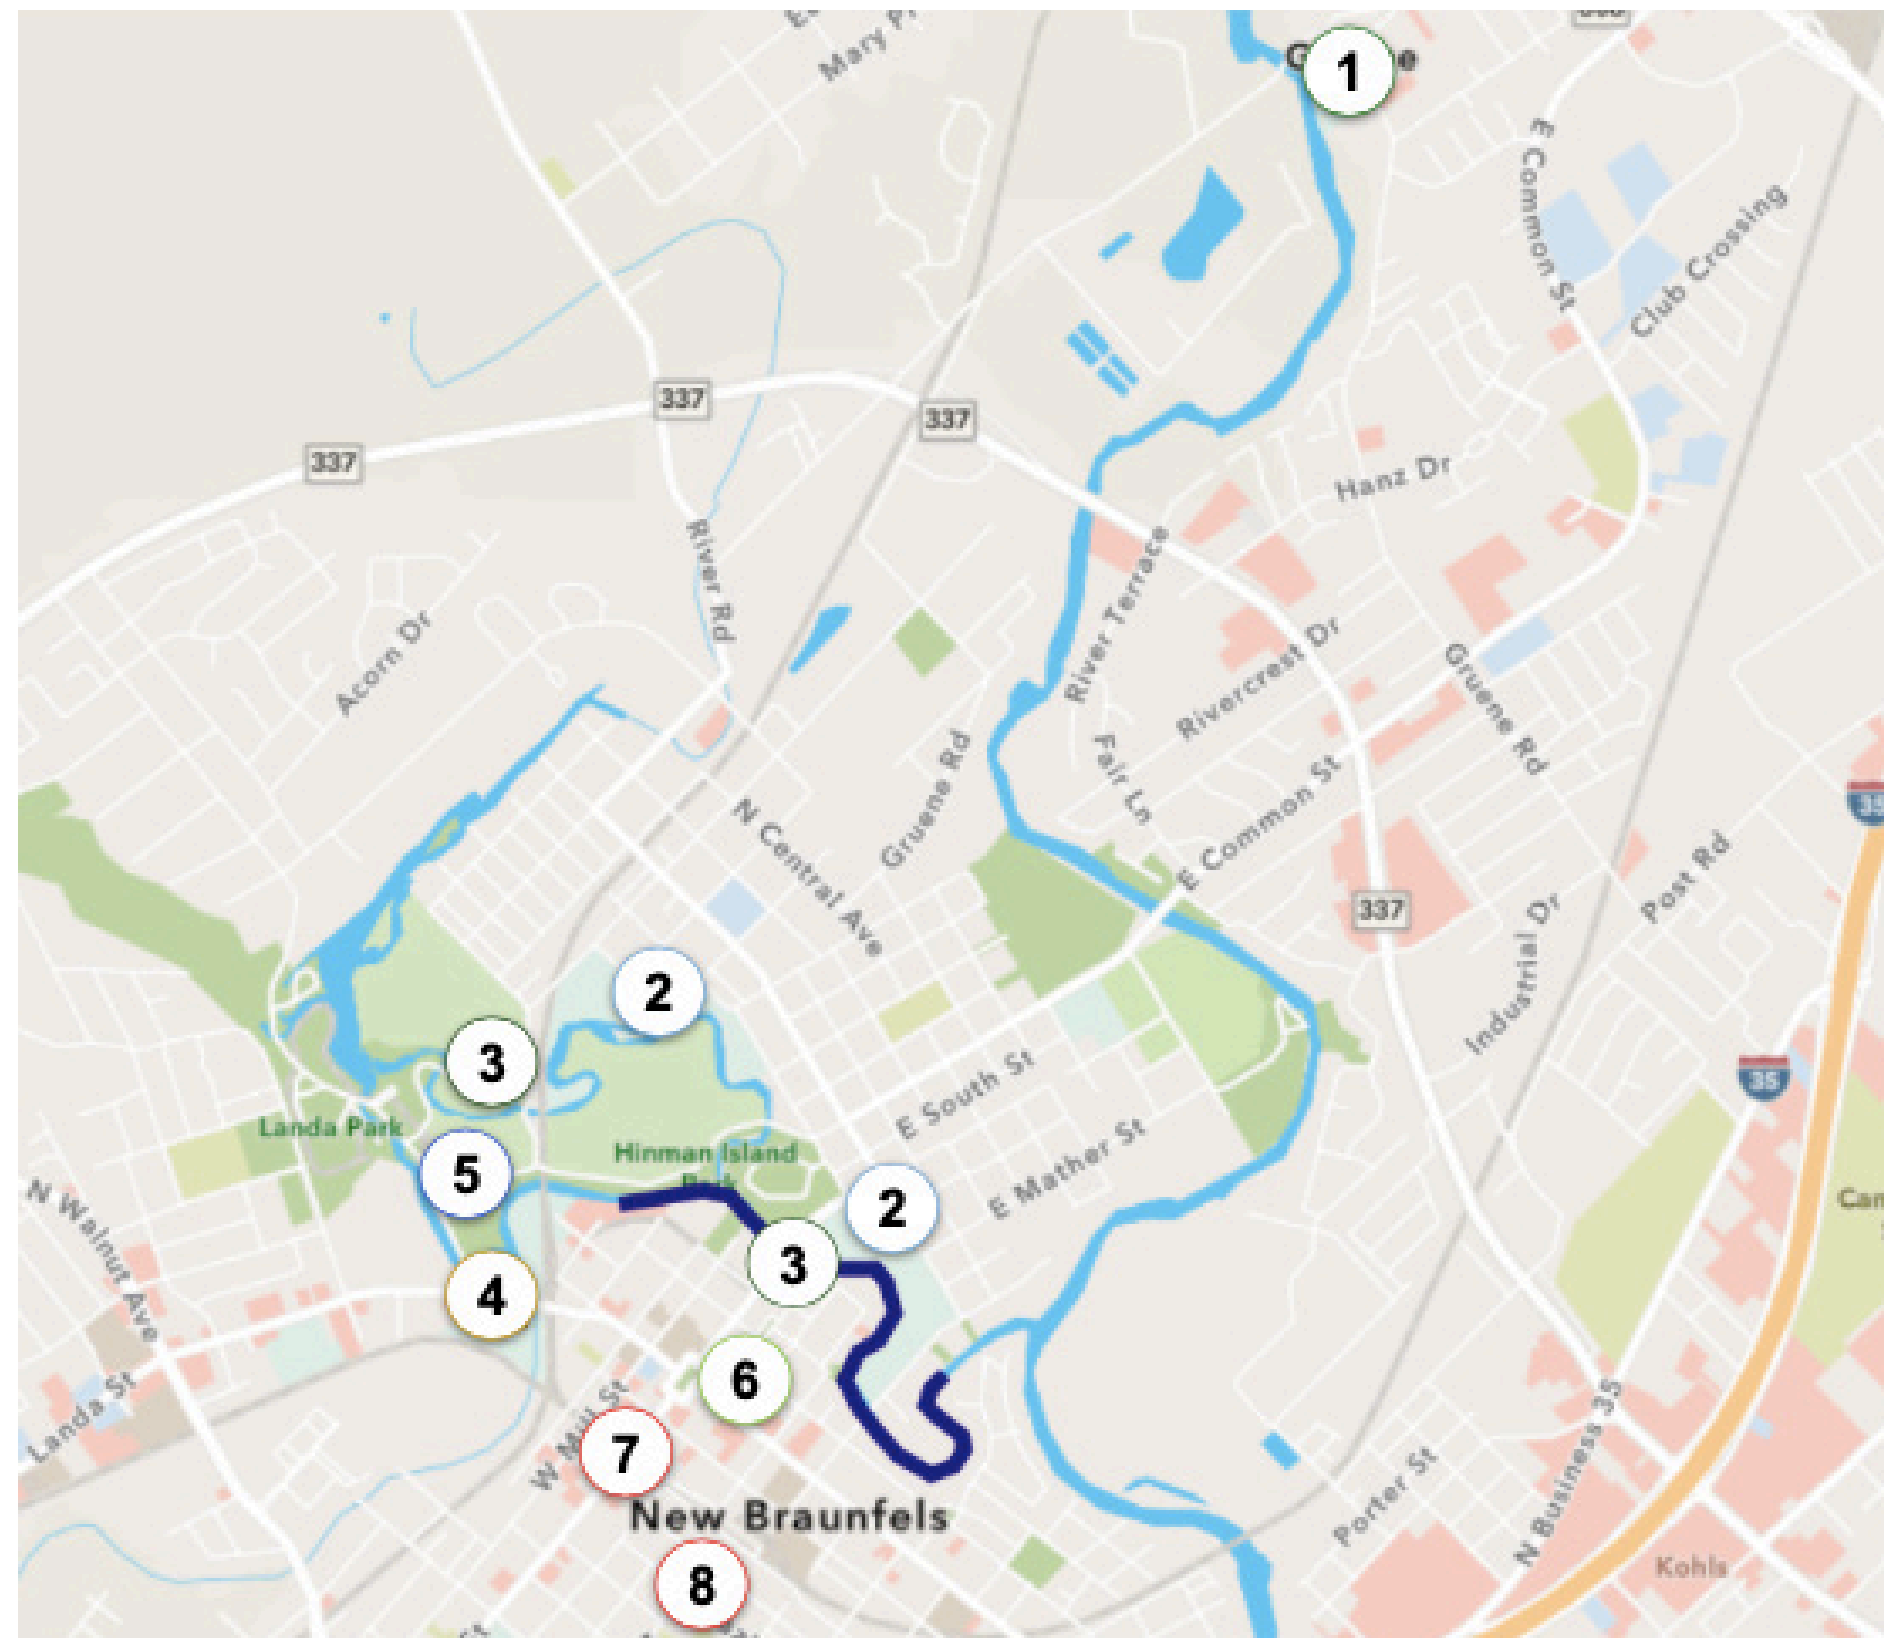 Mary
1
E Common St
Club Crossing
337
337
337
Hanz Dr
River Rd
River Terrace
Acorn Dr
Rivercrest Dr
Gruene Rd
Fair Ln
Gruene Rd
N Central Ave
E Common St
35
Post Rd
337
Industrial Dr
2
3
35
E South St
Landa Park
Hinman Island
Park
5
2
E Mather St
N Walnut Ave
3
4
6
Landa St
W Mill St
7
New Braunfels
Porter St
N Business 35
Kohls
8